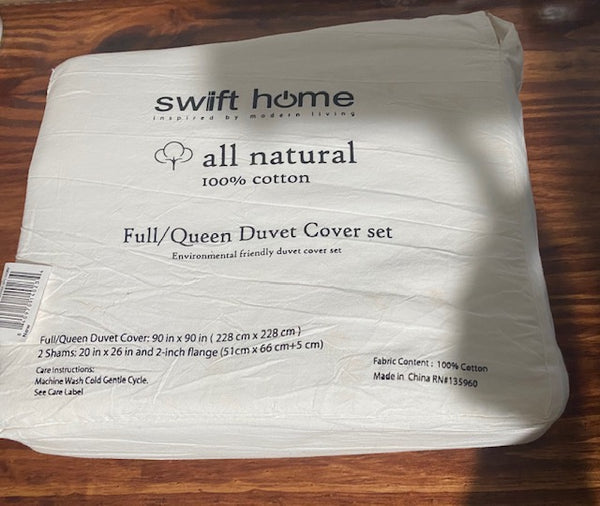 swift home
inspired by modern living
all natural
100% cotton
Full/Queen Duvet Cover set
Environmental friendly duvet cover set
Full/Queen Duvet Cover: 90 in x 90 in ( 228 cm x 228 cm )
2 Shams: 20 in x 26 in and 2-inch flange (51cm x 66 cm+5 cm)
Care Instructions:
Machine Wash Cold Gentle Cycle.
See Care Label
Fabric Content : 100% Cotton
Made in China RN#135960